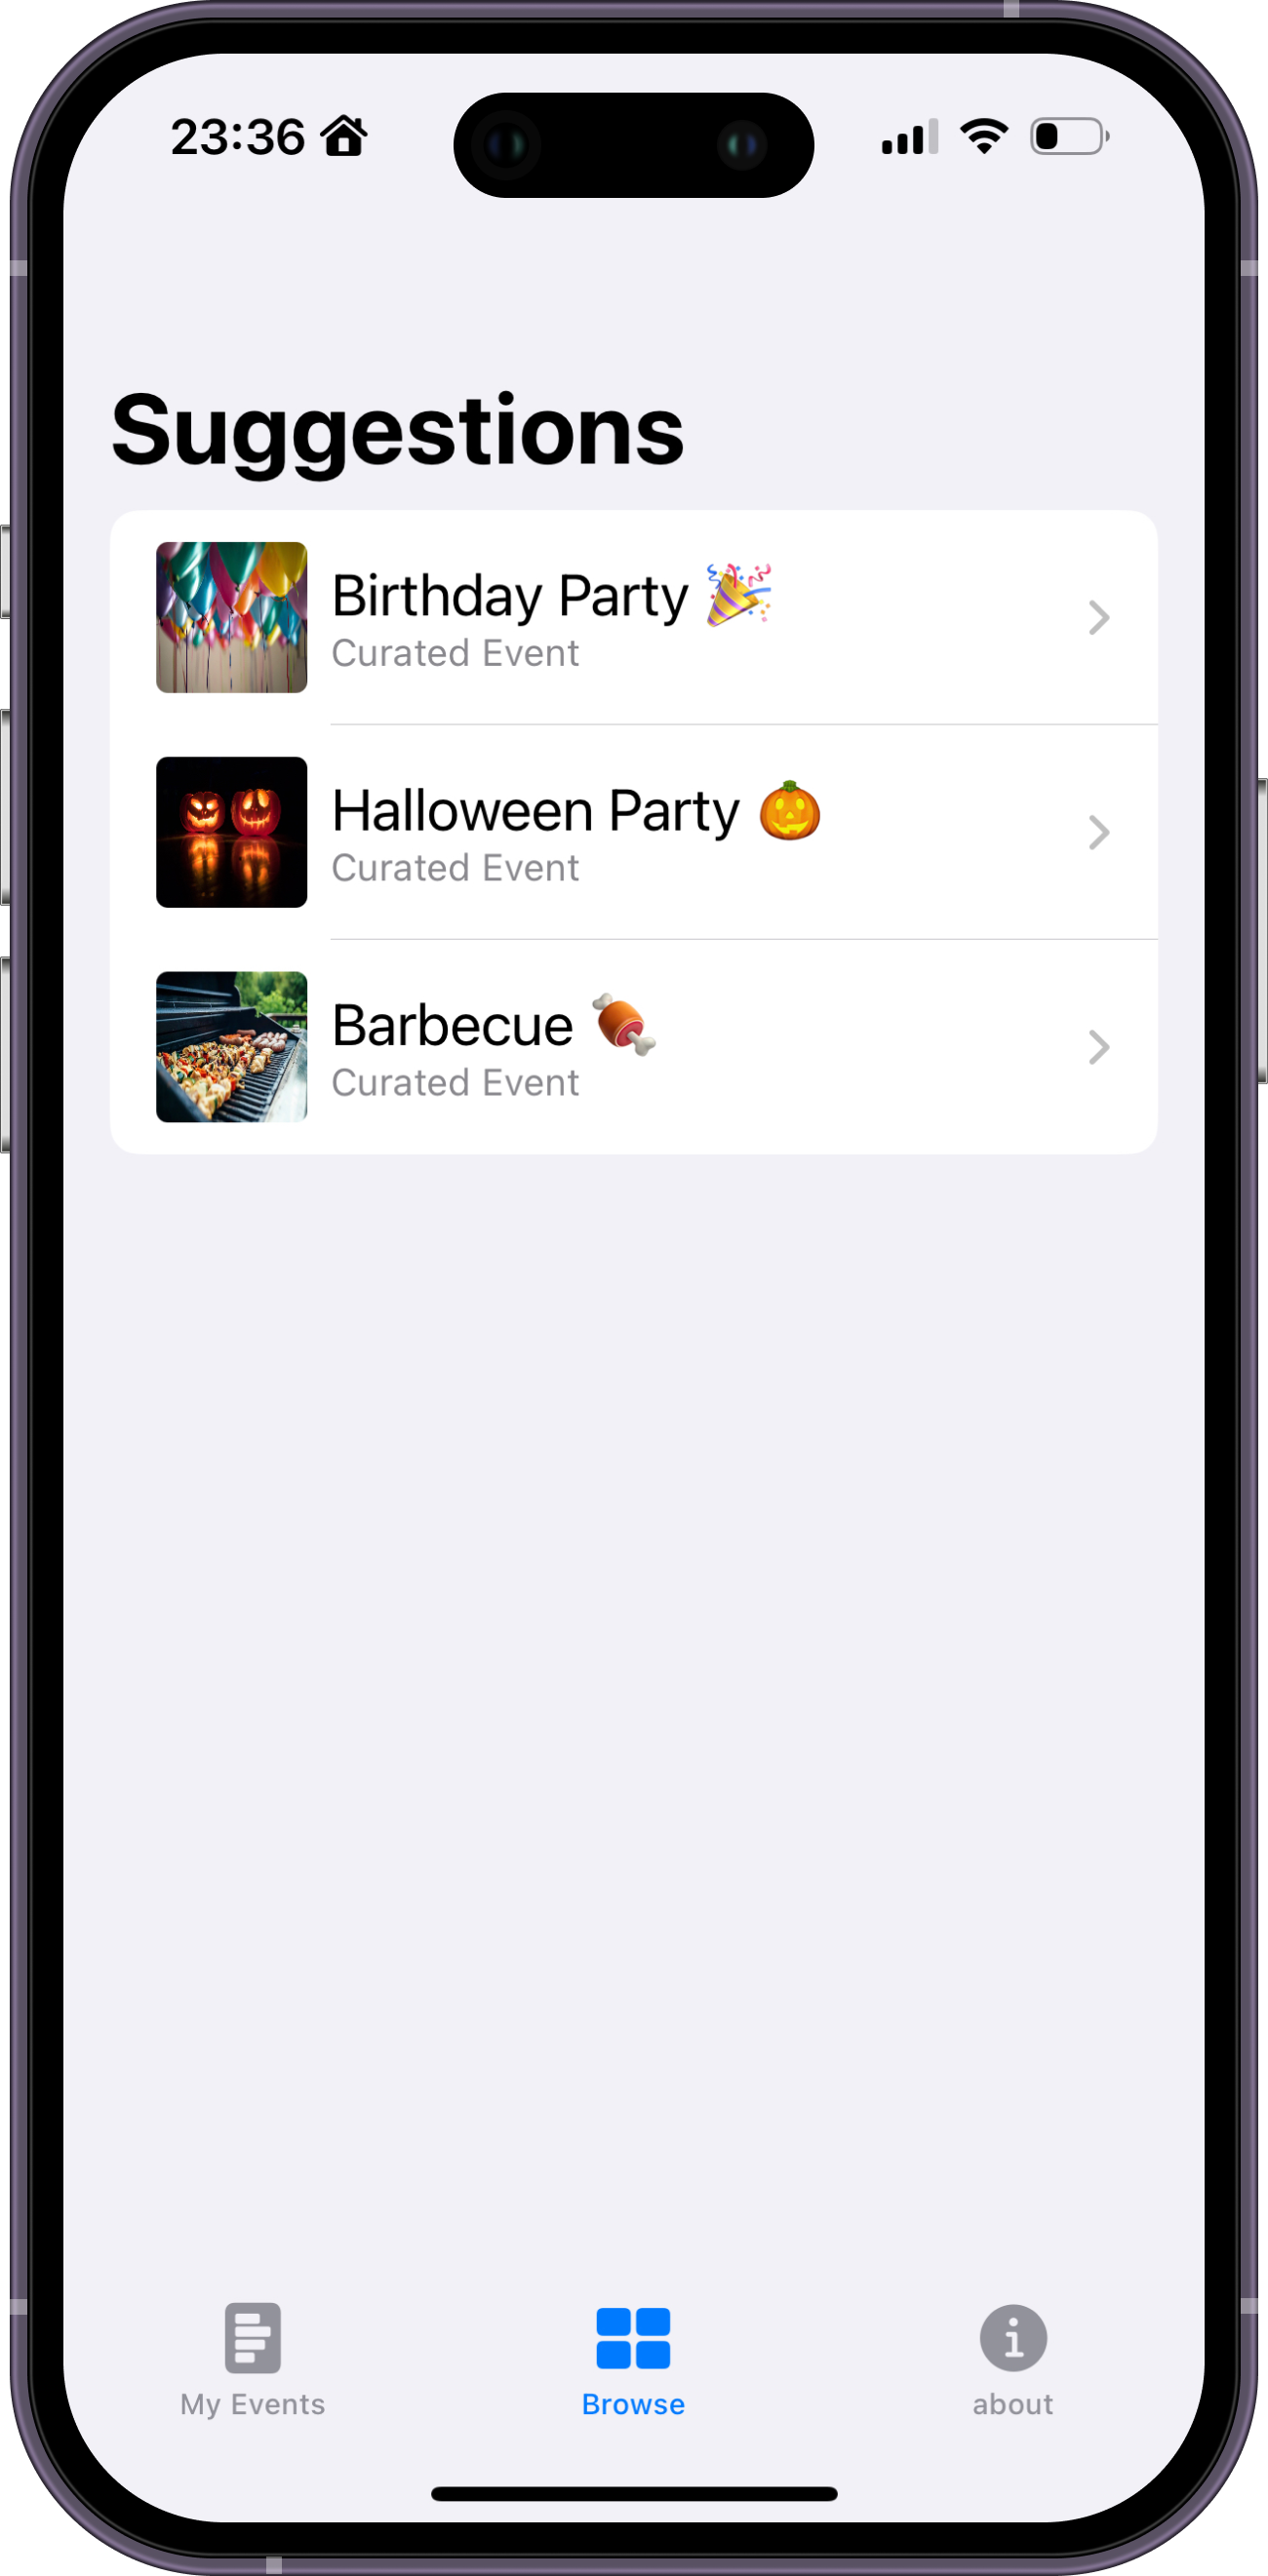 23:36
Suggestions
Birthday Party 🎉
Curated Event
Halloween Party 🎃
Curated Event
Barbecue 🍖
Curated Event
My Events
Browse
about